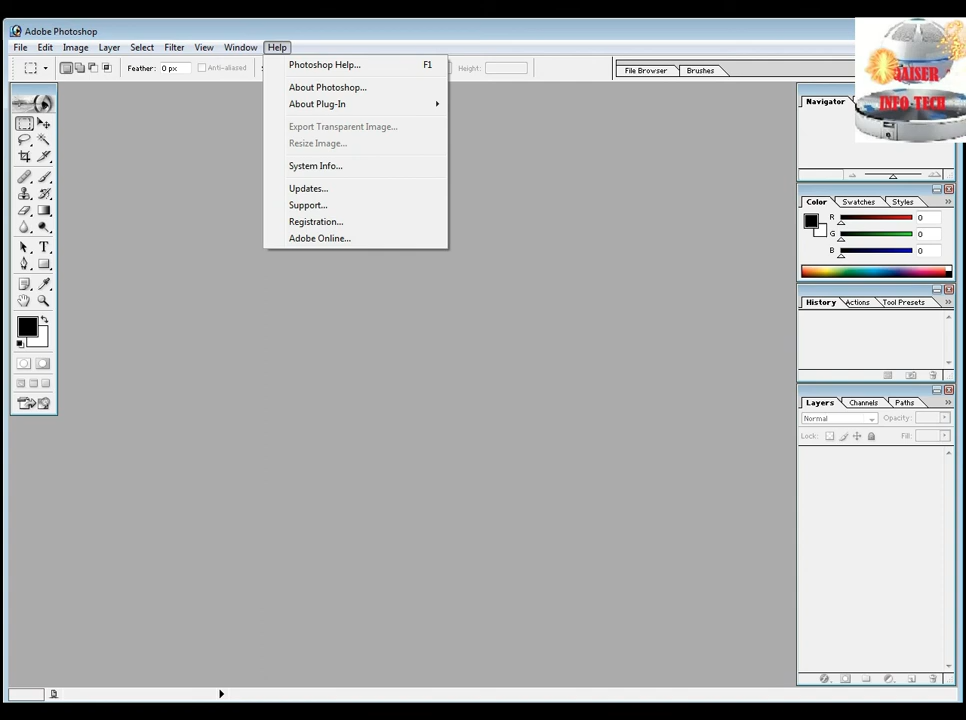 Adobe Photoshop
File Edit Image Layer Select Filter View Window Help
Feather: 0 px Anti-aliased Height: File Browser Brushes
Photoshop Help... F1
About Photoshop...
About Plug-In
Export Transparent Image...
Resize Image...
System Info...
Updates...
Support...
Registration...
Adobe Online...
QAISER
INFO TECH
Navigator
Color Swatches Styles
R 0
G 0
B 0
History Actions Tool Presets
Layers Channels Paths
Normal Opacity:
Lock: Fill: